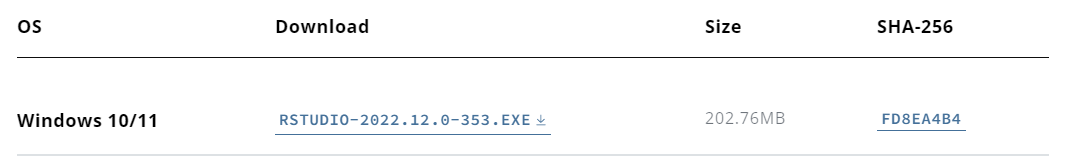 OS Download Size SHA-256
Windows 10/11 RSTUDIO-2022.12.0-353.EXE 202.76MB FD8EA4B4